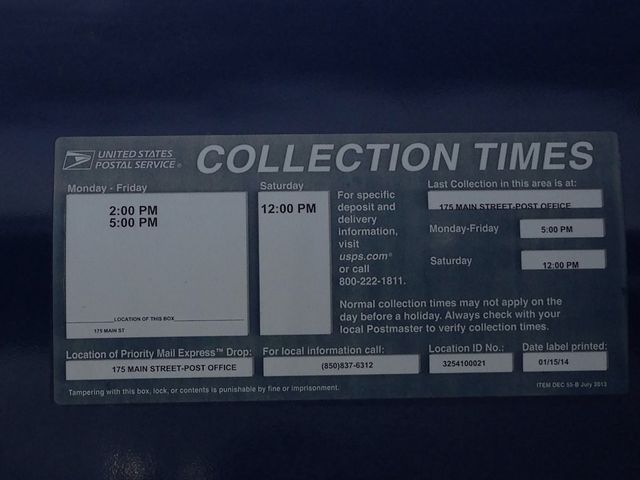 UNITED STATES
POSTAL SERVICE®
COLLECTION TIMES
Monday - Friday
2:00 PM
5:00 PM
LOCATION OF THIS BOX
175 MAIN ST
Saturday
12:00 PM
For specific
deposit and
delivery
information,
visit
usps.com®
or call
800-222-1811.
Last Collection in this area is at:
175 MAIN STREET-POST OFFICE
Monday-Friday
5:00 PM
Saturday
12:00 PM
Normal collection times may not apply on the
day before a holiday. Always check with your
local Postmaster to verify collection times.
Location of Priority Mail Express™ Drop:
175 MAIN STREET-POST OFFICE
For local information call:
(850)837-6312
Location ID No.:
3254100021
Date label printed:
01/15/14
Tampering with this box, lock, or contents is punishable by fine or imprisonment.
ITEM DEC 55-B July 2013